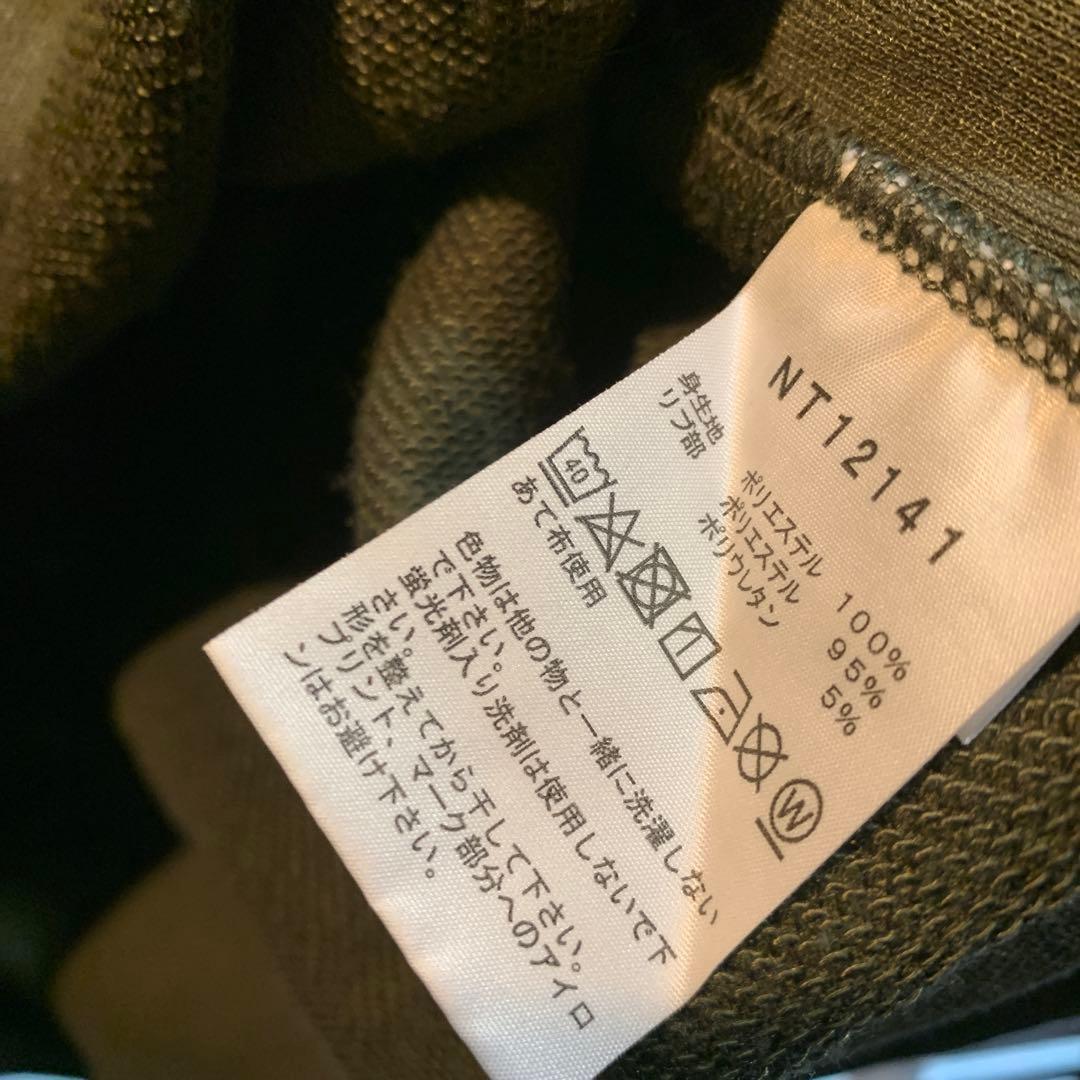 NT12141
身生地 ポリエステル 100%
リブ部 ポリエステル 95%
ポリウレタン 5%
40
W
あて布使用
色物は他の物と一緒に洗濯しない
で下さい。
蛍光剤入り洗剤は使用しないで下
さい。
形を整えてから干して下さい。
プリント、マーク部分へのアイロ
ンはお避け下さい。